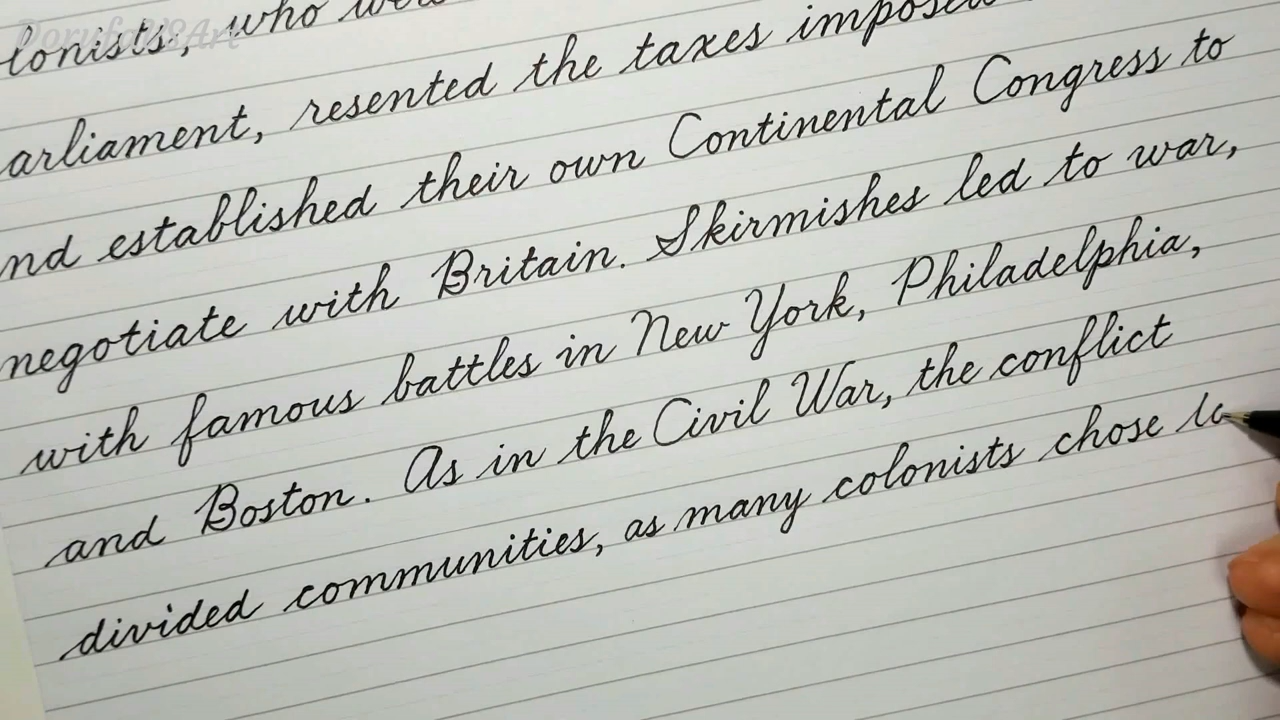 lonists, who
arliament, resented the taxes imposed
nd established their own Continental Congress to
negotiate with Britain. Skirmishes led to war,
with famous battles in New York, Philadelphia,
and Boston. As in the Civil War, the conflict
divided communities, as many colonists chose lo